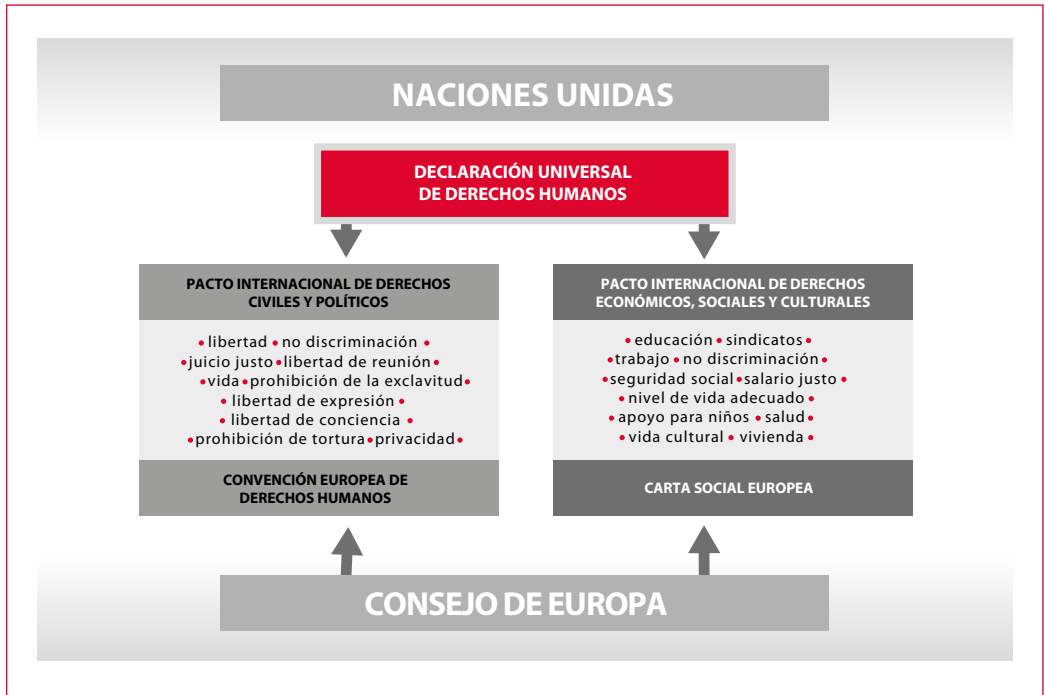 NACIONES UNIDAS
DECLARACIÓN UNIVERSAL
DE DERECHOS HUMANOS
PACTO INTERNACIONAL DE DERECHOS
CIVILES Y POLÍTICOS
• libertad • no discriminación •
• juicio justo • libertad de reunión •
• vida • prohibición de la exclavitud •
• libertad de expresión •
• libertad de conciencia •
• prohibición de tortura • privacidad •
CONVENCIÓN EUROPEA DE
DERECHOS HUMANOS
PACTO INTERNACIONAL DE DERECHOS
ECONÓMICOS, SOCIALES Y CULTURALES
• educación • sindicatos •
• trabajo • no discriminación •
• seguridad social • salario justo •
• nivel de vida adecuado •
• apoyo para niños • salud •
• vida cultural • vivienda •
CARTA SOCIAL EUROPEA
CONSEJO DE EUROPA